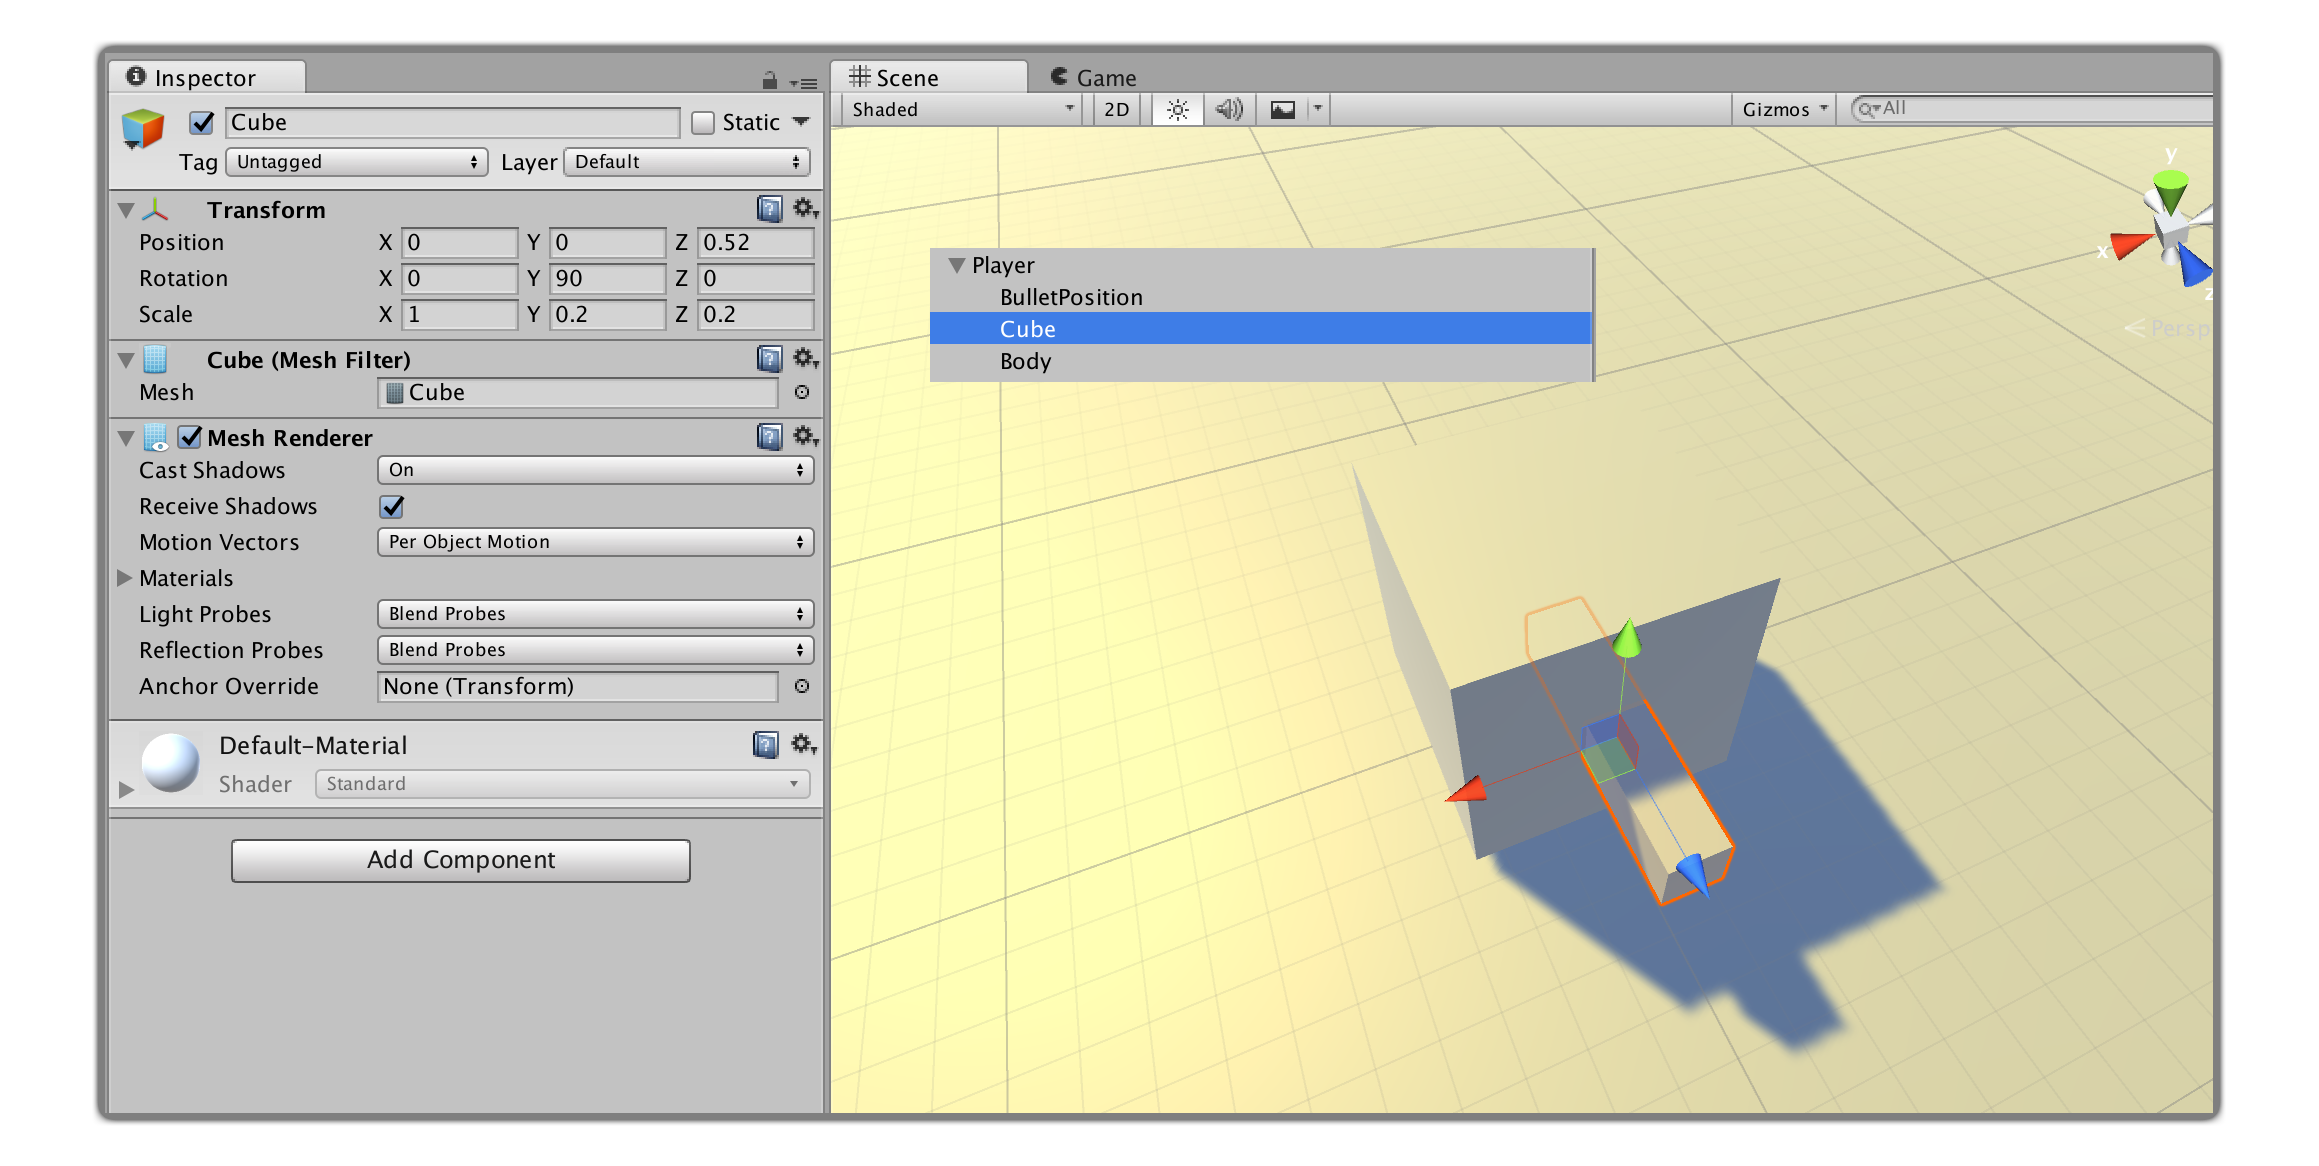 Inspector
Cube Static
Tag Untagged Layer Default
Transform
Position X 0 Y 0 Z 0.52
Rotation X 0 Y 90 Z 0
Scale X 1 Y 0.2 Z 0.2
Cube (Mesh Filter)
Mesh Cube
Mesh Renderer
Cast Shadows On
Receive Shadows
Motion Vectors Per Object Motion
Materials
Light Probes Blend Probes
Reflection Probes Blend Probes
Anchor Override None (Transform)
Default-Material
Shader Standard
Add Component
Scene Game
Shaded 2D Gizmos All
Player
BulletPosition
Cube
Body
y
x
z
Persp